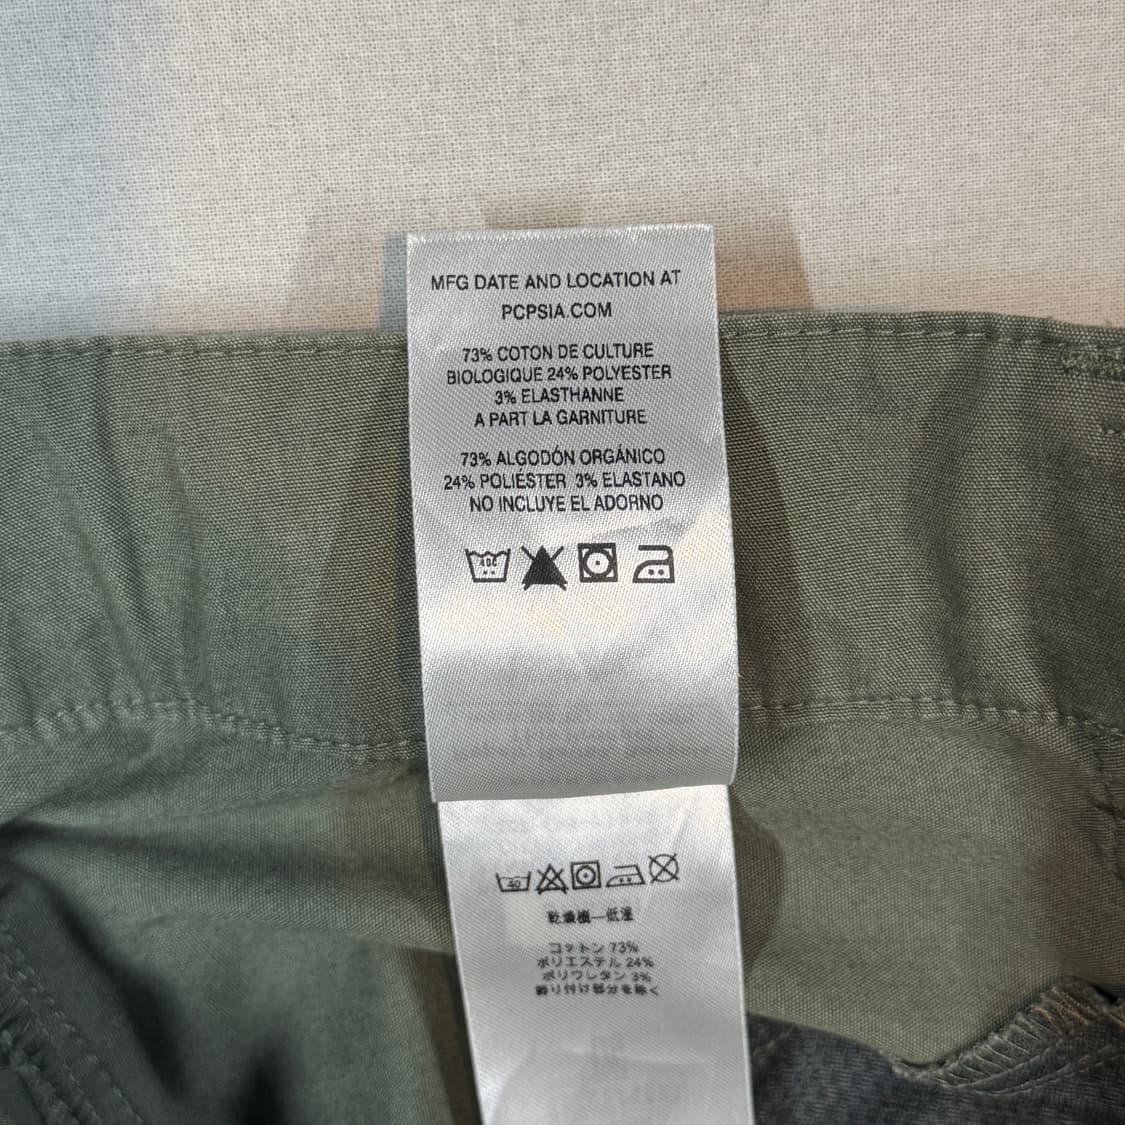 MFG DATE AND LOCATION AT
PCPSIA.COM
73% COTON DE CULTURE
BIOLOGIQUE 24% POLYESTER
3% ELASTHANNE
A PART LA GARNITURE
73% ALGODÓN ORGÁNICO
24% POLIÉSTER 3% ELASTANO
NO INCLUYE EL ADORNO
40C
40
乾燥機—低温
コットン 73%
ポリエステル 24%
ポリウレタン 3%
飾り付け部分を除く